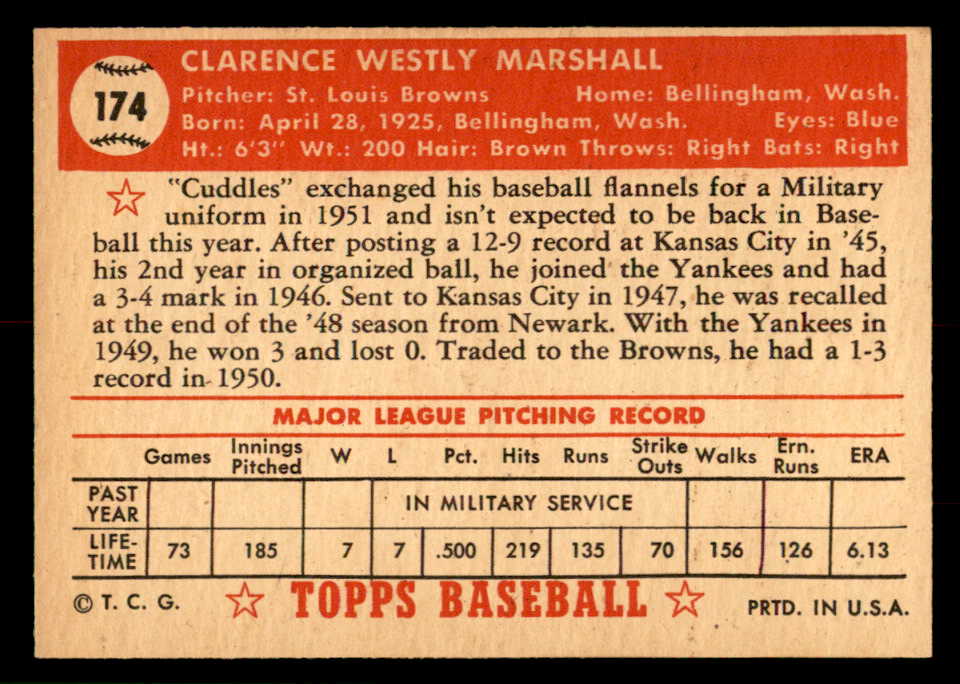 174
CLARENCE WESTLY MARSHALL
Pitcher: St. Louis Browns Home: Bellingham, Wash.
Born: April 28, 1925, Bellingham, Wash. Eyes: Blue
Ht.: 6'3" Wt.: 200 Hair: Brown Throws: Right Bats: Right
"Cuddles" exchanged his baseball flannels for a Military
uniform in 1951 and isn't expected to be back in Base-
ball this year. After posting a 12-9 record at Kansas City in '45,
his 2nd year in organized ball, he joined the Yankees and had
a 3-4 mark in 1946. Sent to Kansas City in 1947, he was recalled
at the end of the '48 season from Newark. With the Yankees in
1949, he won 3 and lost 0. Traded to the Browns, he had a 1-3
record in 1950.
MAJOR LEAGUE PITCHING RECORD
Games Innings Pitched W L Pct. Hits Runs Strike Outs Walks Ern. Runs ERA
PAST YEAR IN MILITARY SERVICE
LIFE-TIME 73 185 7 7 .500 219 135 70 156 126 6.13
© T. C. G. TOPPS BASEBALL PRTD. IN U.S.A.